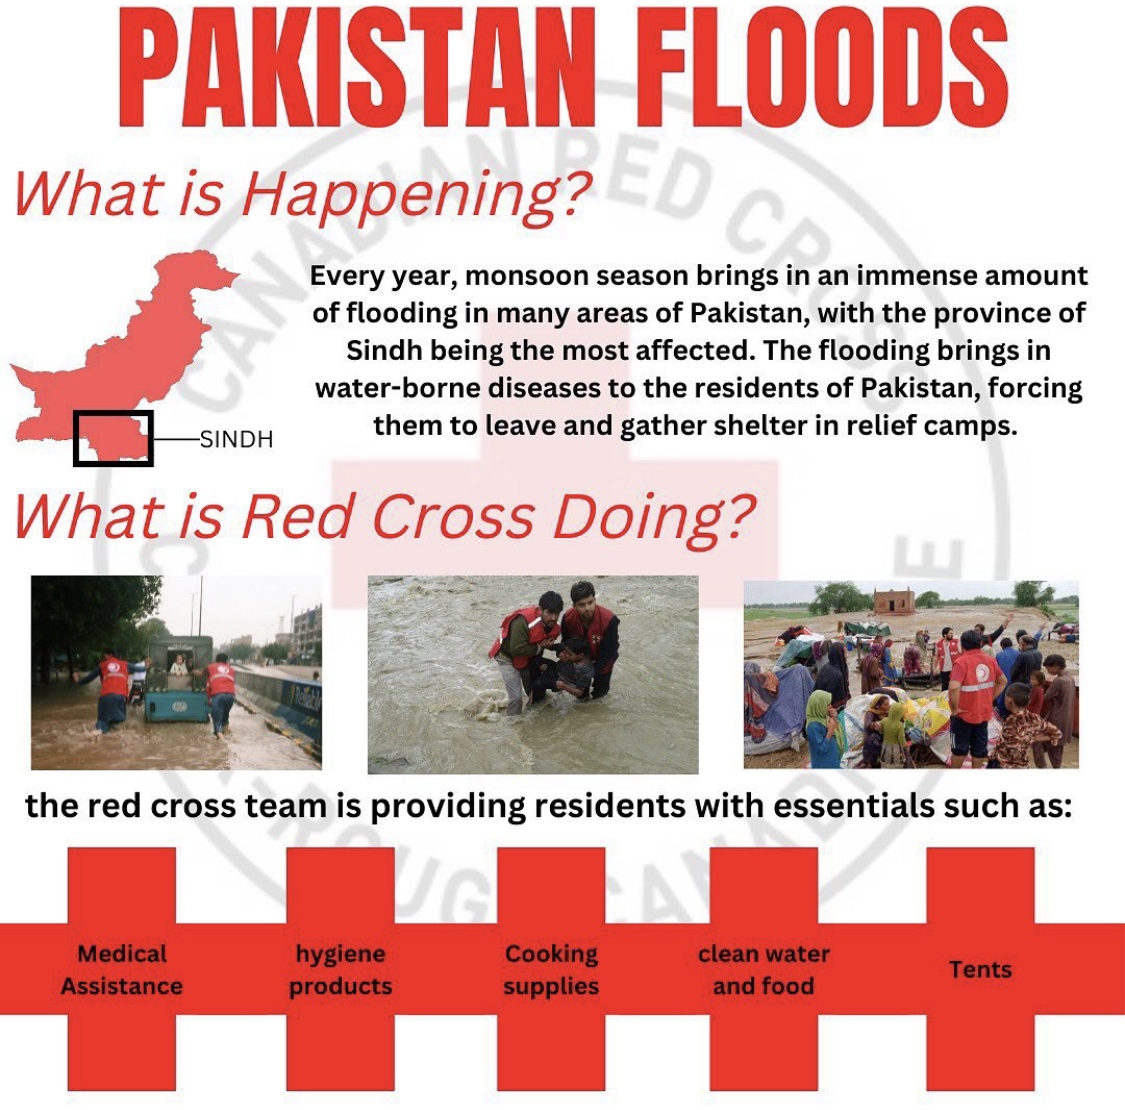 PAKISTAN FLOODS
CANADIAN RED CROSS
What is Happening?
Every year, monsoon season brings in an immense amount
of flooding in many areas of Pakistan, with the province of
Sindh being the most affected. The flooding brings in
water-borne diseases to the residents of Pakistan, forcing
them to leave and gather shelter in relief camps.
SINDH
What is Red Cross Doing?
the red cross team is providing residents with essentials such as:
Medical
Assistance
hygiene
products
Cooking
supplies
clean water
and food
Tents